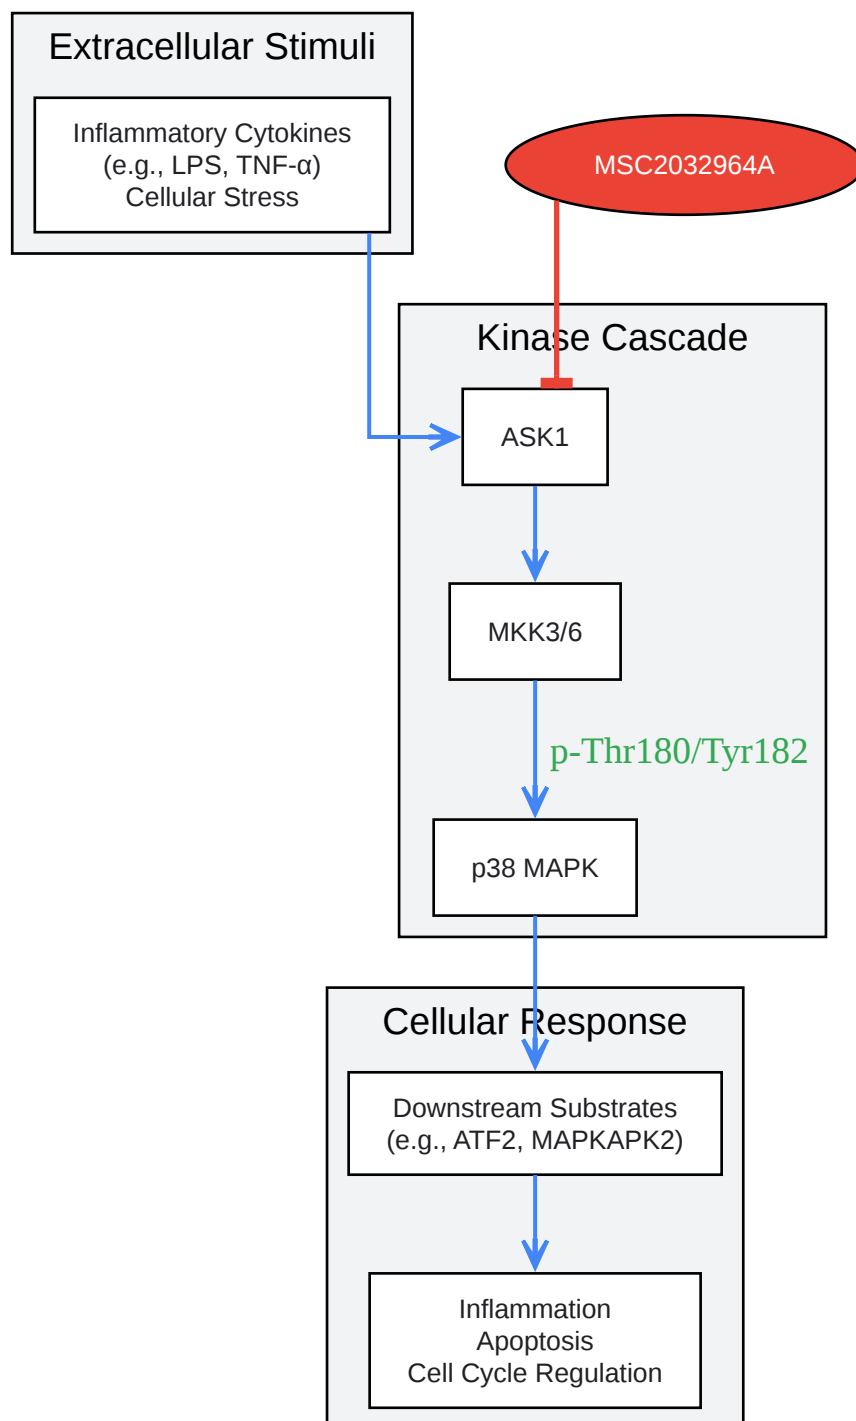 Extracellular Stimuli
Inflammatory Cytokines
(e.g., LPS, TNF-α)
Cellular Stress
MSC2032964A
Kinase Cascade
ASK1
MKK3/6
p-Thr180/Tyr182
p38 MAPK
Cellular Response
Downstream Substrates
(e.g., ATF2, MAPKAPK2)
Inflammation
Apoptosis
Cell Cycle Regulation